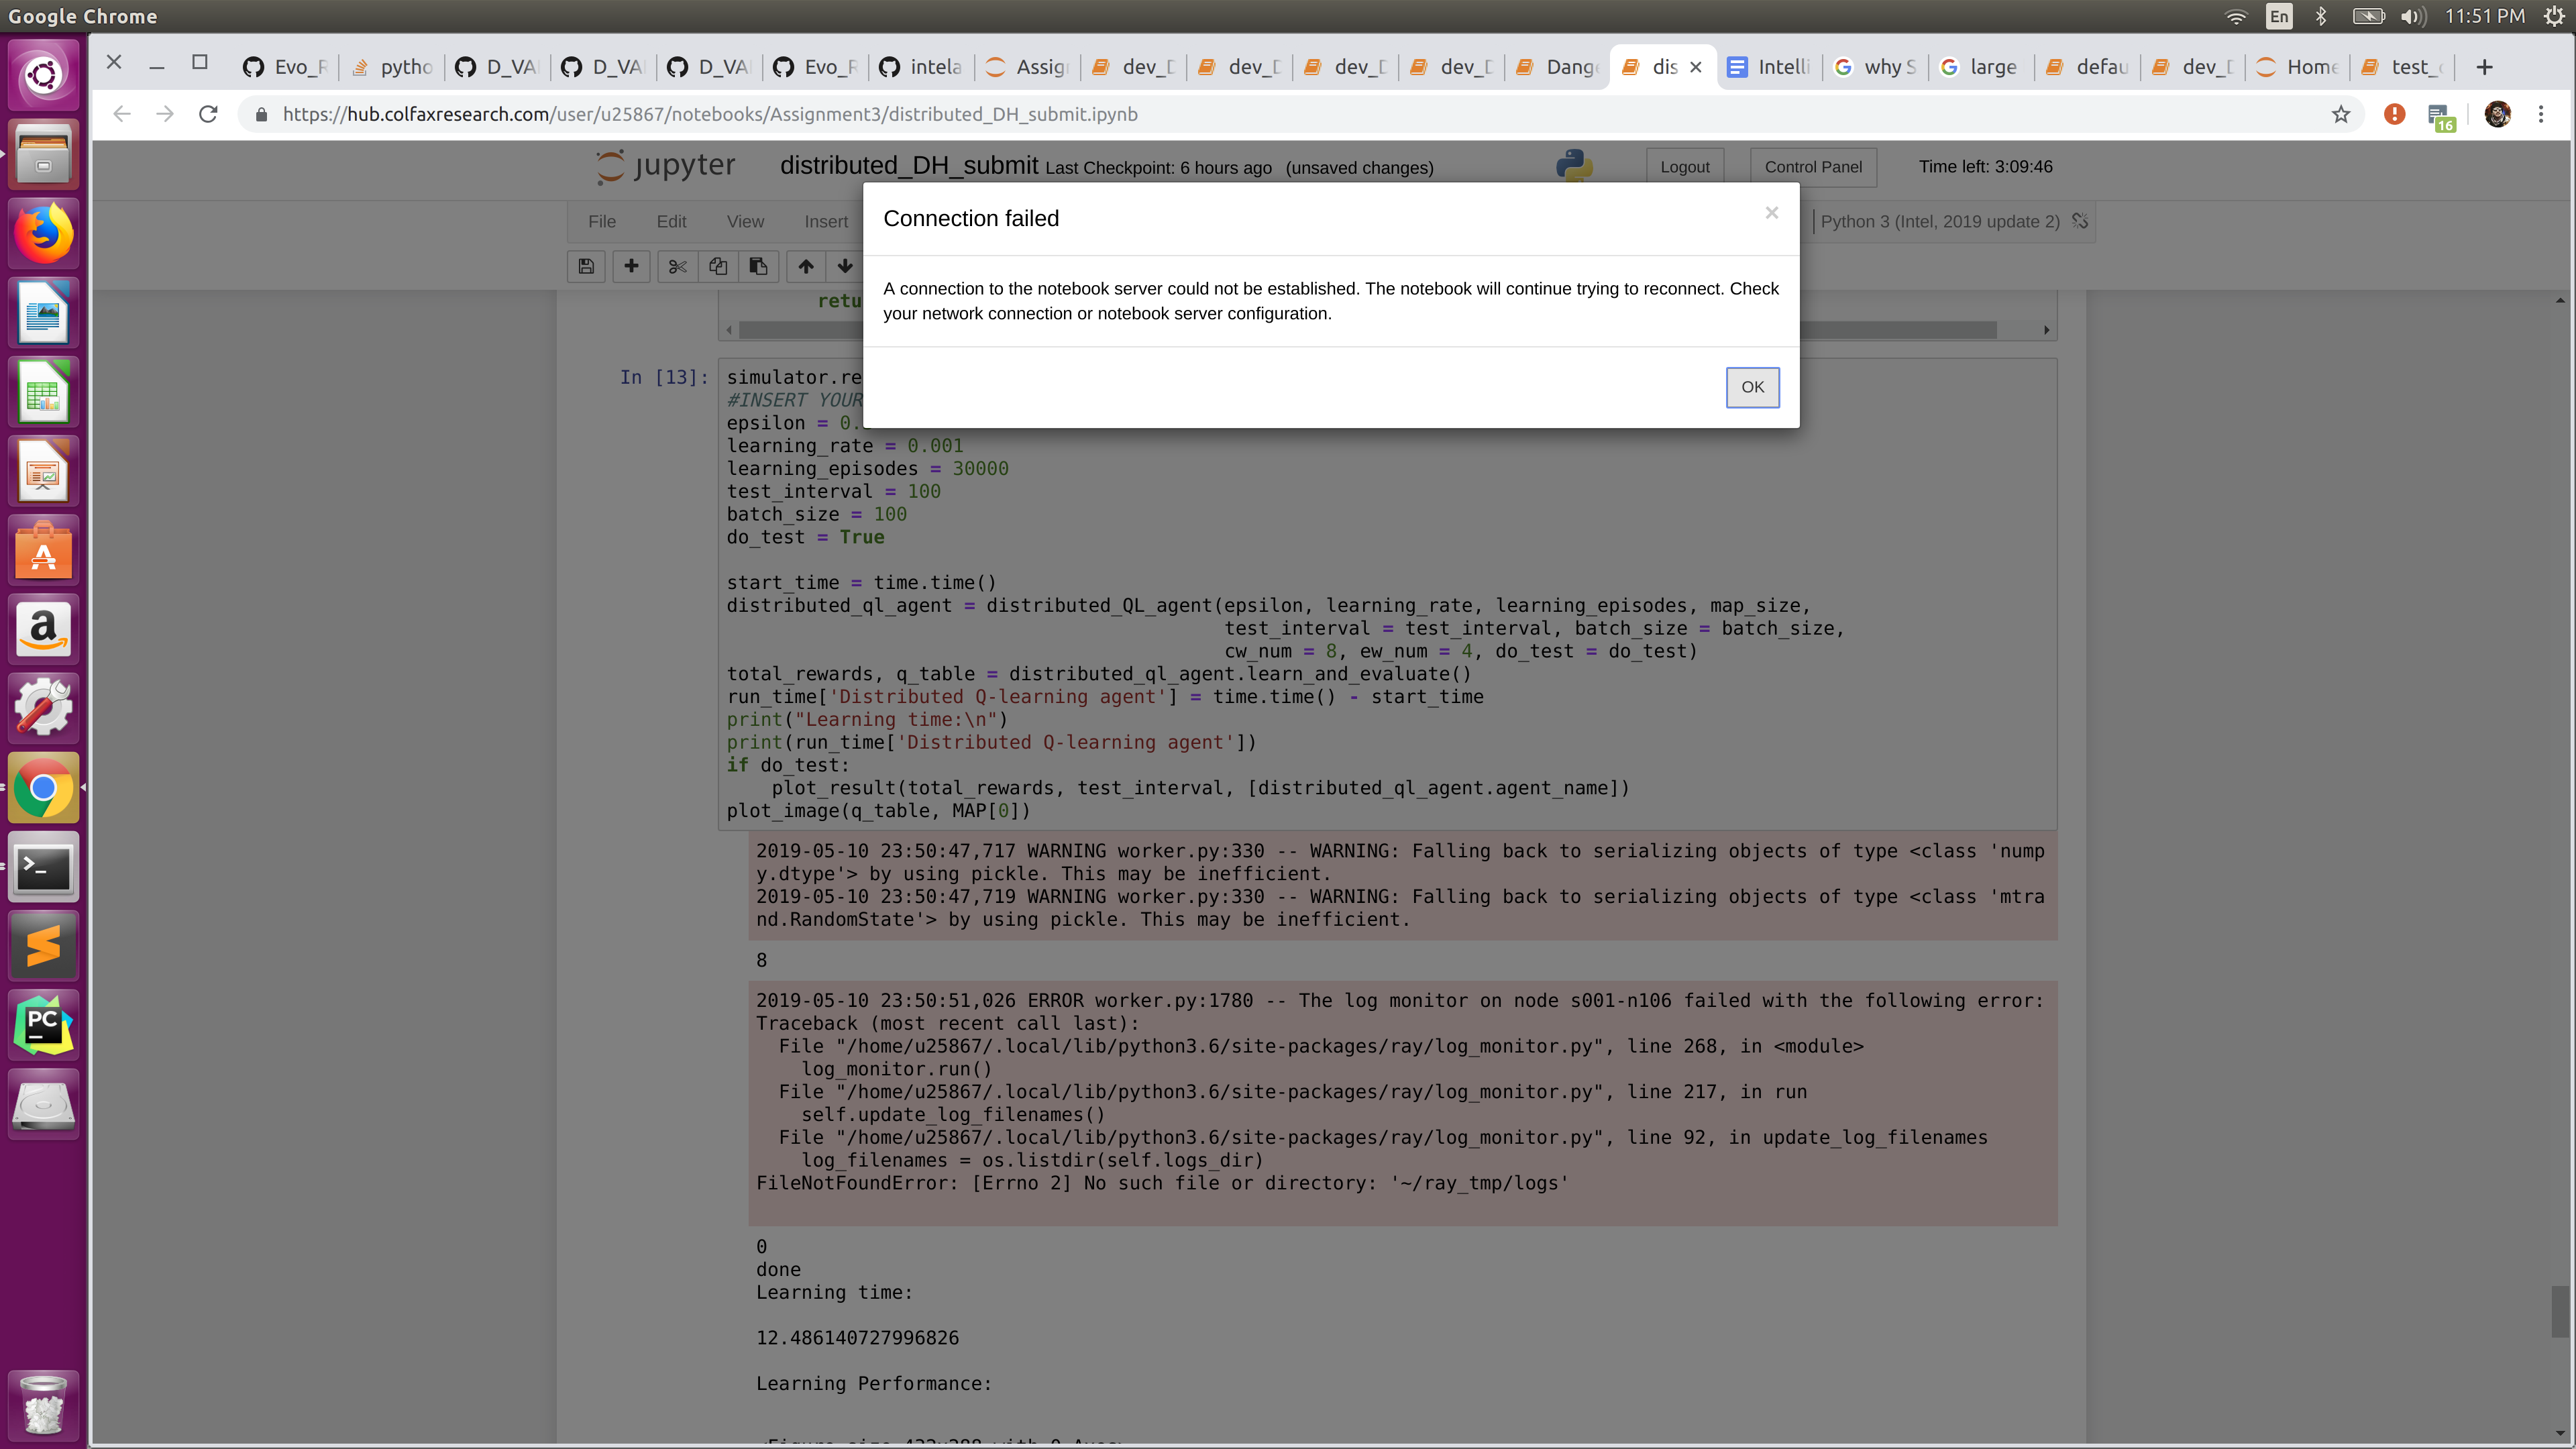 Google Chrome
En
11:51 PM
Evo_R
pytho
D_VA
D_VA
D_VA
Evo_R
intela
Assig
dev_D
dev_D
dev_D
dev_D
Dange
dis
Intelli
why S
large
defau
dev_D
Home
test_c
https://hub.colfaxresearch.com/user/u25867/notebooks/Assignment3/distributed_DH_submit.ipynb
16
jupyter
distributed_DH_submit Last Checkpoint: 6 hours ago (unsaved changes)
Logout
Control Panel
Time left: 3:09:46
File
Edit
View
Insert
Python 3 (Intel, 2019 update 2)
Connection failed
A connection to the notebook server could not be established. The notebook will continue trying to reconnect. Check
your network connection or notebook server configuration.
OK
retu
In [13]:
simulator.re
#INSERT YOUR
epsilon = 0.
learning_rate = 0.001
learning_episodes = 30000
test_interval = 100
batch_size = 100
do_test = True
start_time = time.time()
distributed_ql_agent = distributed_QL_agent(epsilon, learning_rate, learning_episodes, map_size,
test_interval = test_interval, batch_size = batch_size,
cw_num = 8, ew_num = 4, do_test = do_test)
total_rewards, q_table = distributed_ql_agent.learn_and_evaluate()
run_time['Distributed Q-learning agent'] = time.time() - start_time
print("Learning time:\n")
print(run_time['Distributed Q-learning agent'])
if do_test:
plot_result(total_rewards, test_interval, [distributed_ql_agent.agent_name])
plot_image(q_table, MAP[0])
2019-05-10 23:50:47,717 WARNING worker.py:330 -- WARNING: Falling back to serializing objects of type <class 'nump
y.dtype'> by using pickle. This may be inefficient.
2019-05-10 23:50:47,719 WARNING worker.py:330 -- WARNING: Falling back to serializing objects of type <class 'mtra
nd.RandomState'> by using pickle. This may be inefficient.
8
2019-05-10 23:50:51,026 ERROR worker.py:1780 -- The log monitor on node s001-n106 failed with the following error:
Traceback (most recent call last):
File "/home/u25867/.local/lib/python3.6/site-packages/ray/log_monitor.py", line 268, in <module>
log_monitor.run()
File "/home/u25867/.local/lib/python3.6/site-packages/ray/log_monitor.py", line 217, in run
self.update_log_filenames()
File "/home/u25867/.local/lib/python3.6/site-packages/ray/log_monitor.py", line 92, in update_log_filenames
log_filenames = os.listdir(self.logs_dir)
FileNotFoundError: [Errno 2] No such file or directory: '~/ray_tmp/logs'
0
done
Learning time:
12.486140727996826
Learning Performance: